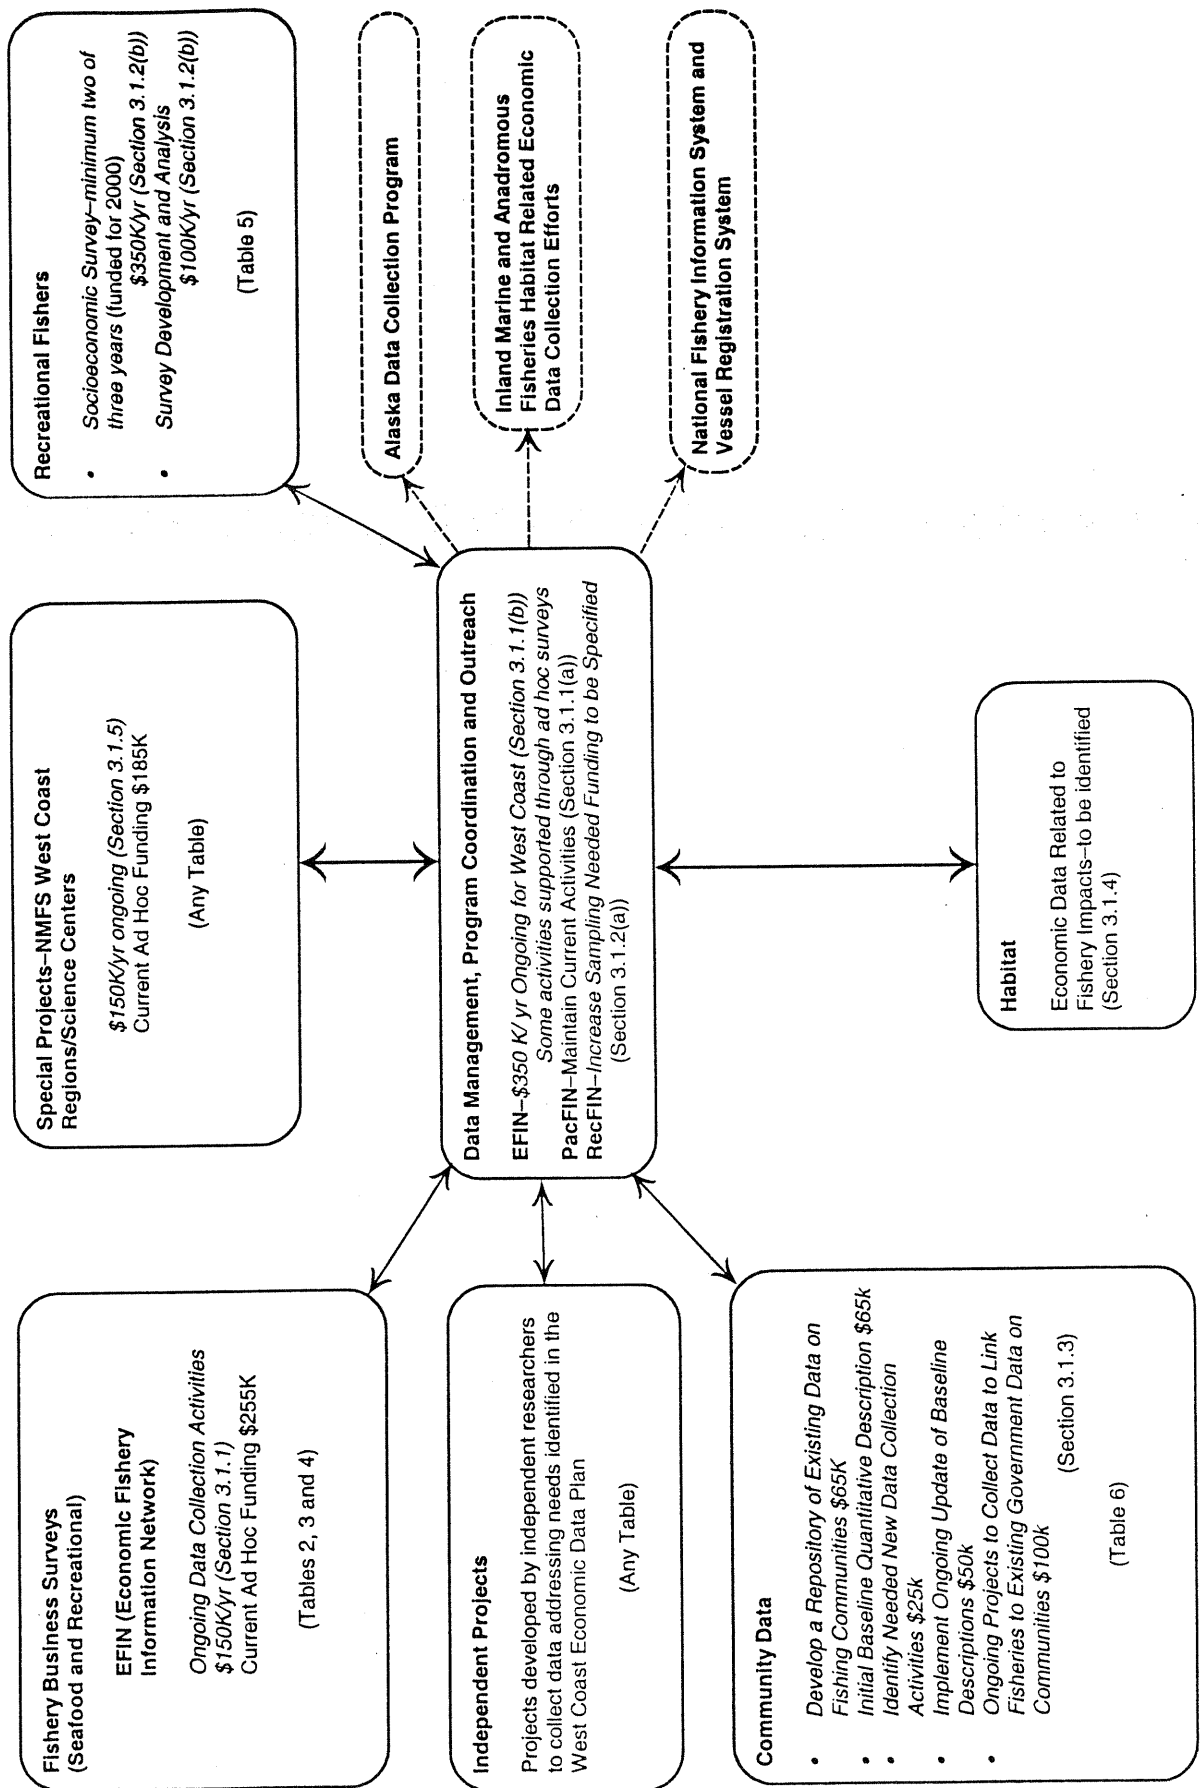 Fishery Business Surveys
(Seafood and Recreational)
EFIN (Economic Fishery
Information Network)
Ongoing Data Collection Activities
$150K/yr (Section 3.1.1)
Current Ad Hoc Funding $255K
(Tables 2, 3 and 4)
Special Projects–NMFS West Coast
Regions/Science Centers
$150K/yr ongoing (Section 3.1.5)
Current Ad Hoc Funding $185K
(Any Table)
Recreational Fishers
• Socioeconomic Survey–minimum two of
three years (funded for 2000)
$350K/yr (Section 3.1.2(b))
• Survey Development and Analysis
$100K/yr (Section 3.1.2(b))
(Table 5)
Independent Projects
Projects developed by independent researchers
to collect data addressing needs identified in the
West Coast Economic Data Plan
(Any Table)
Data Management, Program Coordination and Outreach
EFIN–$350 K/ yr Ongoing for West Coast (Section 3.1.1(b))
Some activities supported through ad hoc surveys
PacFIN–Maintain Current Activities (Section 3.1.1(a))
RecFIN–Increase Sampling Needed Funding to be Specified
(Section 3.1.2(a))
Alaska Data Collection Program
Inland Marine and Anadromous
Fisheries Habitat Related Economic
Data Collection Efforts
National Fishery Information System and
Vessel Registration System
Community Data
• Develop a Repository of Existing Data on
Fishing Communities $65K
• Initial Baseline Quantitative Description $65k
• Identify Needed New Data Collection
Activities $25k
• Implement Ongoing Update of Baseline
Descriptions $50k
• Ongoing Projects to Collect Data to Link
Fisheries to Existing Government Data on
Communities $100k
(Section 3.1.3)
(Table 6)
Habitat
Economic Data Related to
Fishery Impacts–to be identified
(Section 3.1.4)